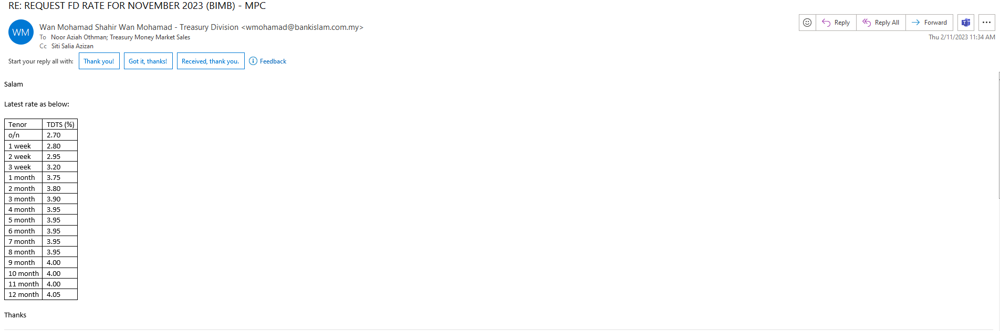 RE: REQUEST FD RATE FOR NOVEMBER 2023 (BIMB) - MPC
WM
Wan Mohamad Shahir Wan Mohamad - Treasury Division <wmohamad@bankislam.com.my>
To Noor Aziah Othman; Treasury Money Market Sales
Cc Siti Salia Azizan
Reply
Reply All
Forward
Thu 2/11/2023 11:34 AM
Start your reply all with: Thank you! Got it, thanks! Received, thank you. Feedback
Salam
Latest rate as below:
Tenor TDTS (%)
o/n 2.70
1 week 2.80
2 week 2.95
3 week 3.20
1 month 3.75
2 month 3.80
3 month 3.90
4 month 3.95
5 month 3.95
6 month 3.95
7 month 3.95
8 month 3.95
9 month 4.00
10 month 4.00
11 month 4.00
12 month 4.05
Thanks